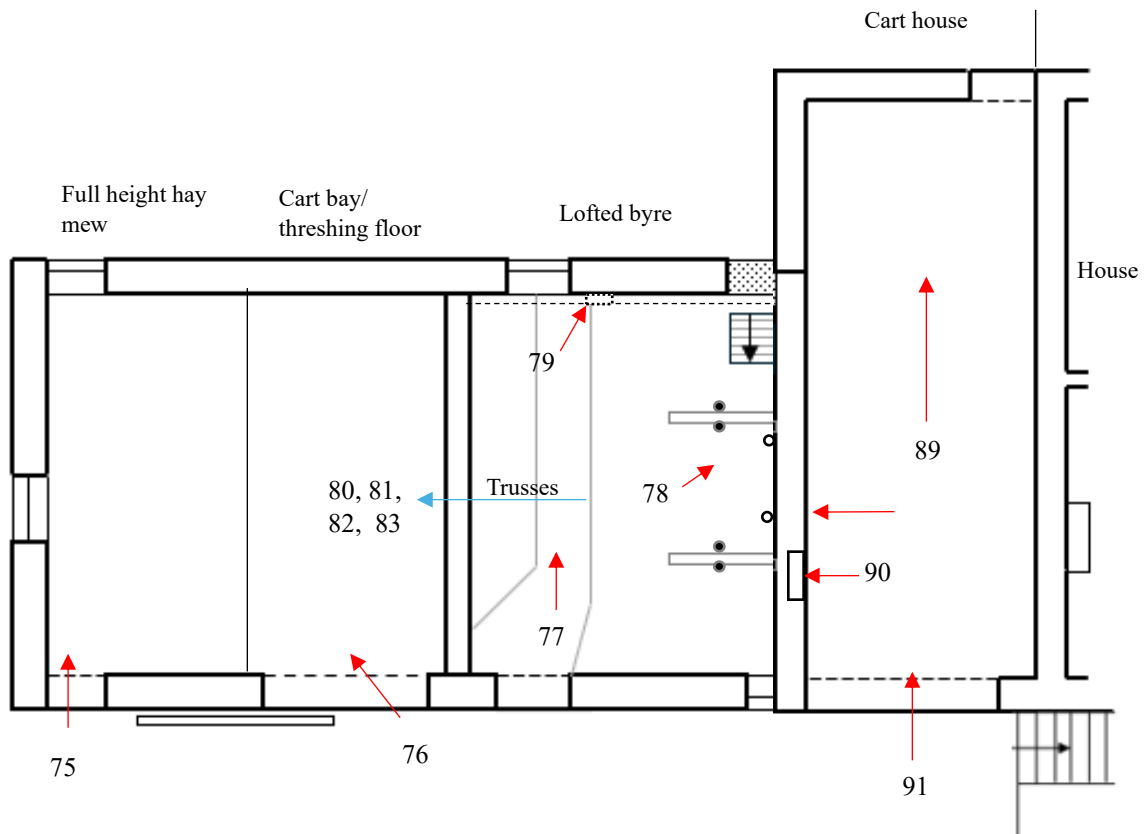 Cart house
Full height hay
mew
Cart bay/
threshing floor
Lofted byre
House
79
89
80, 81,
82, 83
Trusses
78
90
77
75
76
91